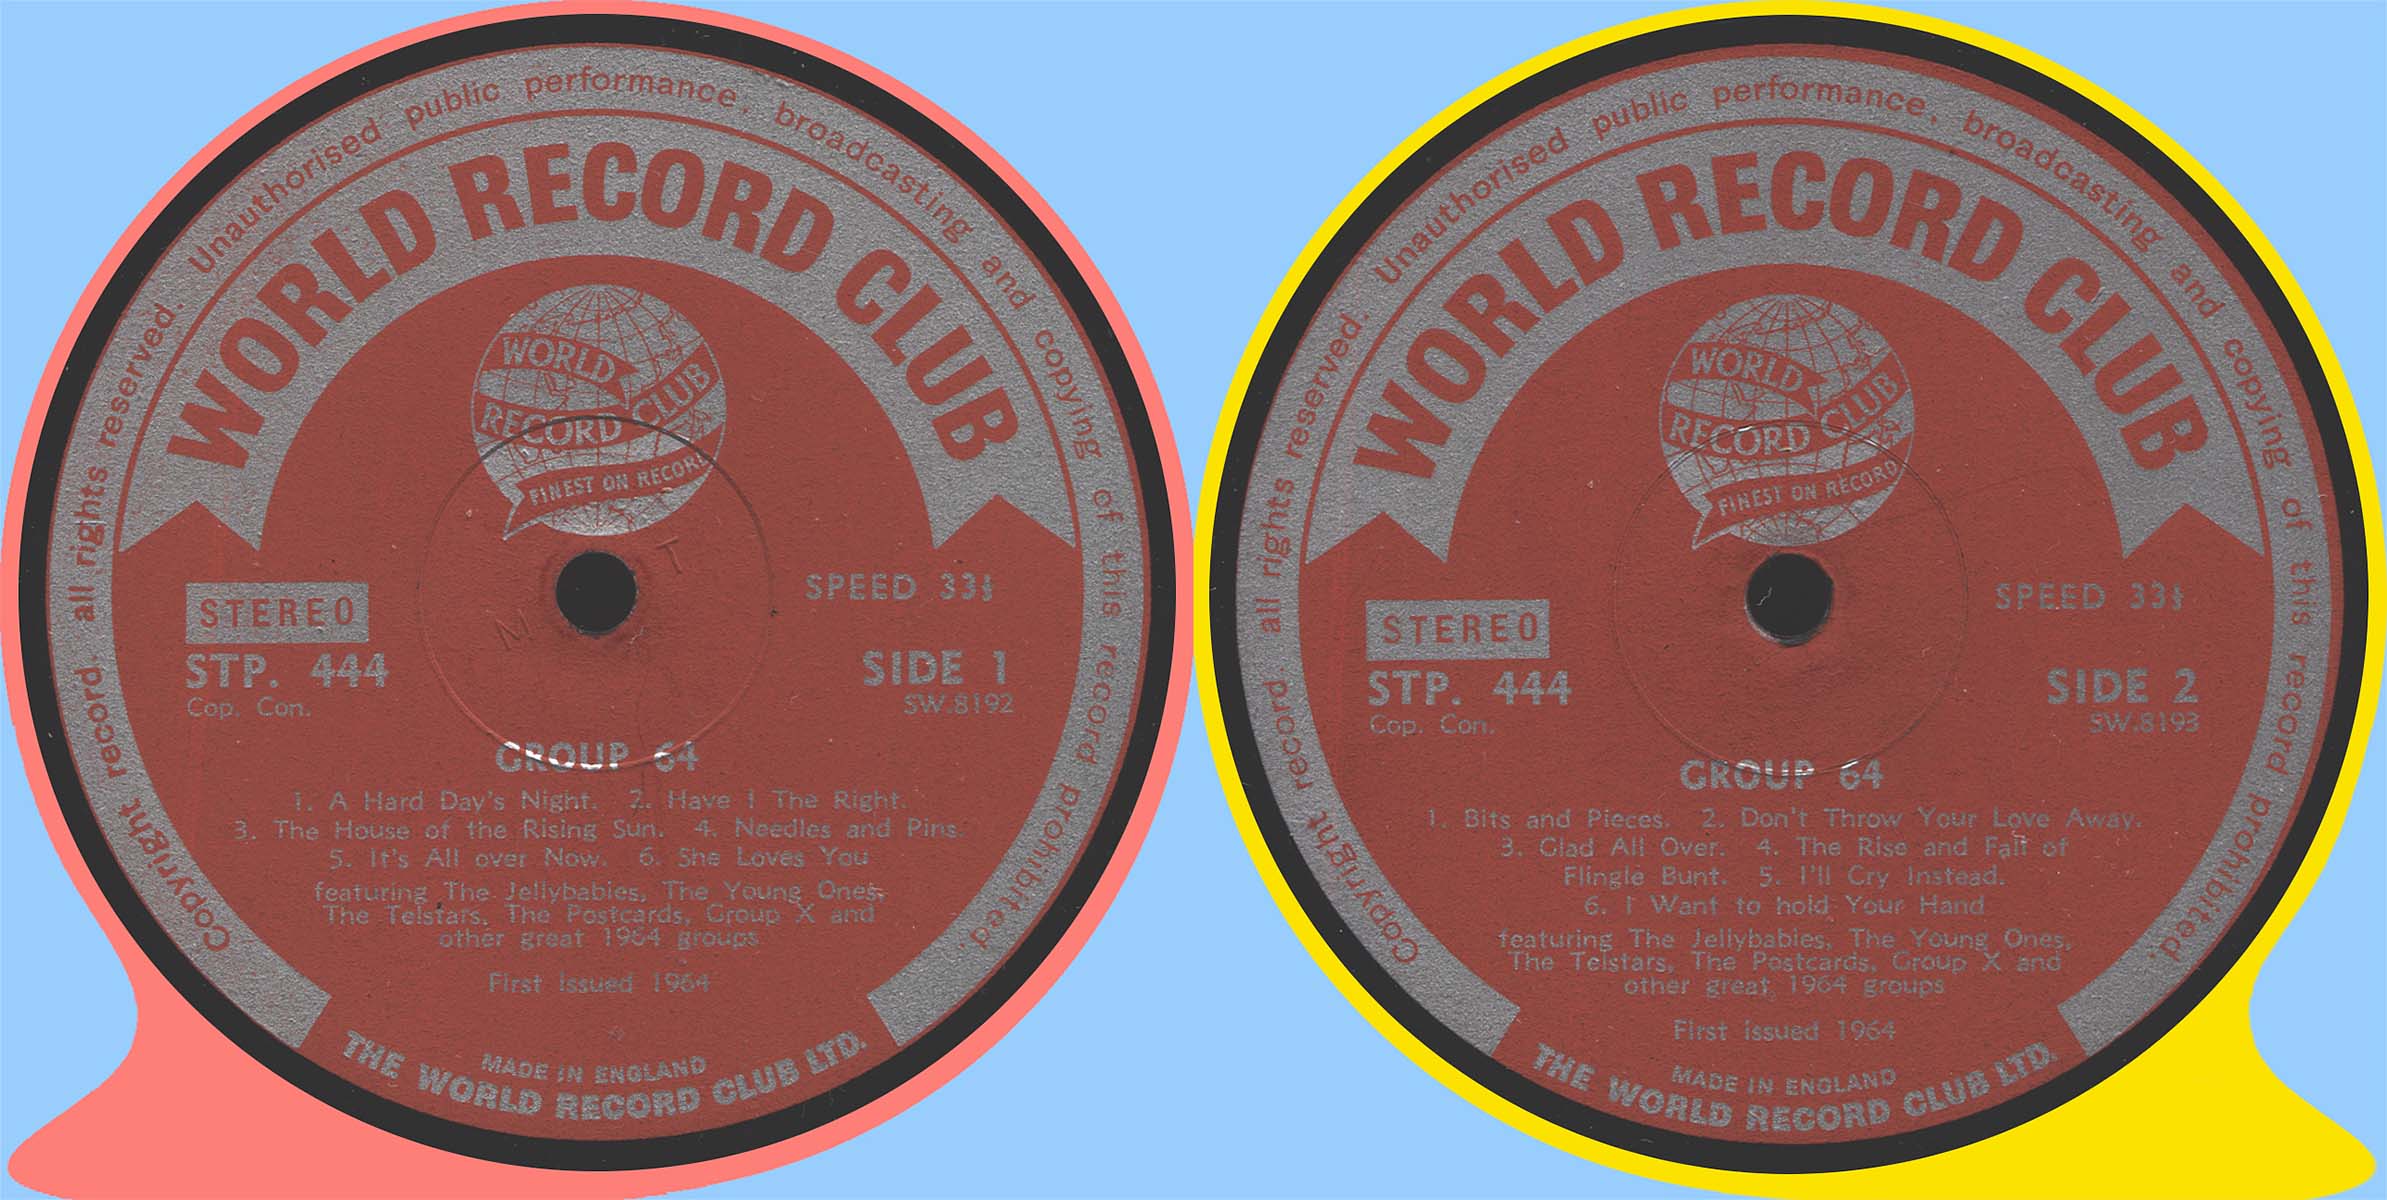 Copyright record. all rights reserved. Unauthorised public performance, broadcasting and copying of this record prohibited.
WORLD RECORD CLUB
WORLD
RECORD CLUB
FINEST ON RECORD
STEREO
SPEED 33⅓
STP. 444
SIDE 1
Cop. Con.
SW.8192
M T
GROUP 64
1. A Hard Day's Night. 2. Have I The Right.
3. The House of the Rising Sun. 4. Needles and Pins.
5. It's All over Now. 6. She Loves You
featuring The Jellybabies, The Young Ones,
The Telstars, The Postcards, Group X and
other great 1964 groups
First issued 1964
MADE IN ENGLAND
THE WORLD RECORD CLUB LTD.
Copyright record. all rights reserved. Unauthorised public performance, broadcasting and copying of this record prohibited.
WORLD RECORD CLUB
WORLD
RECORD CLUB
FINEST ON RECORD
STEREO
SPEED 33⅓
STP. 444
SIDE 2
Cop. Con.
SW.8193
GROUP 64
1. Bits and Pieces. 2. Don't Throw Your Love Away.
3. Glad All Over. 4. The Rise and Fall of
Flingle Bunt. 5. I'll Cry Instead.
6. I Want to hold Your Hand
featuring The Jellybabies, The Young Ones,
The Telstars, The Postcards, Group X and
other great 1964 groups
First issued 1964
MADE IN ENGLAND
THE WORLD RECORD CLUB LTD.